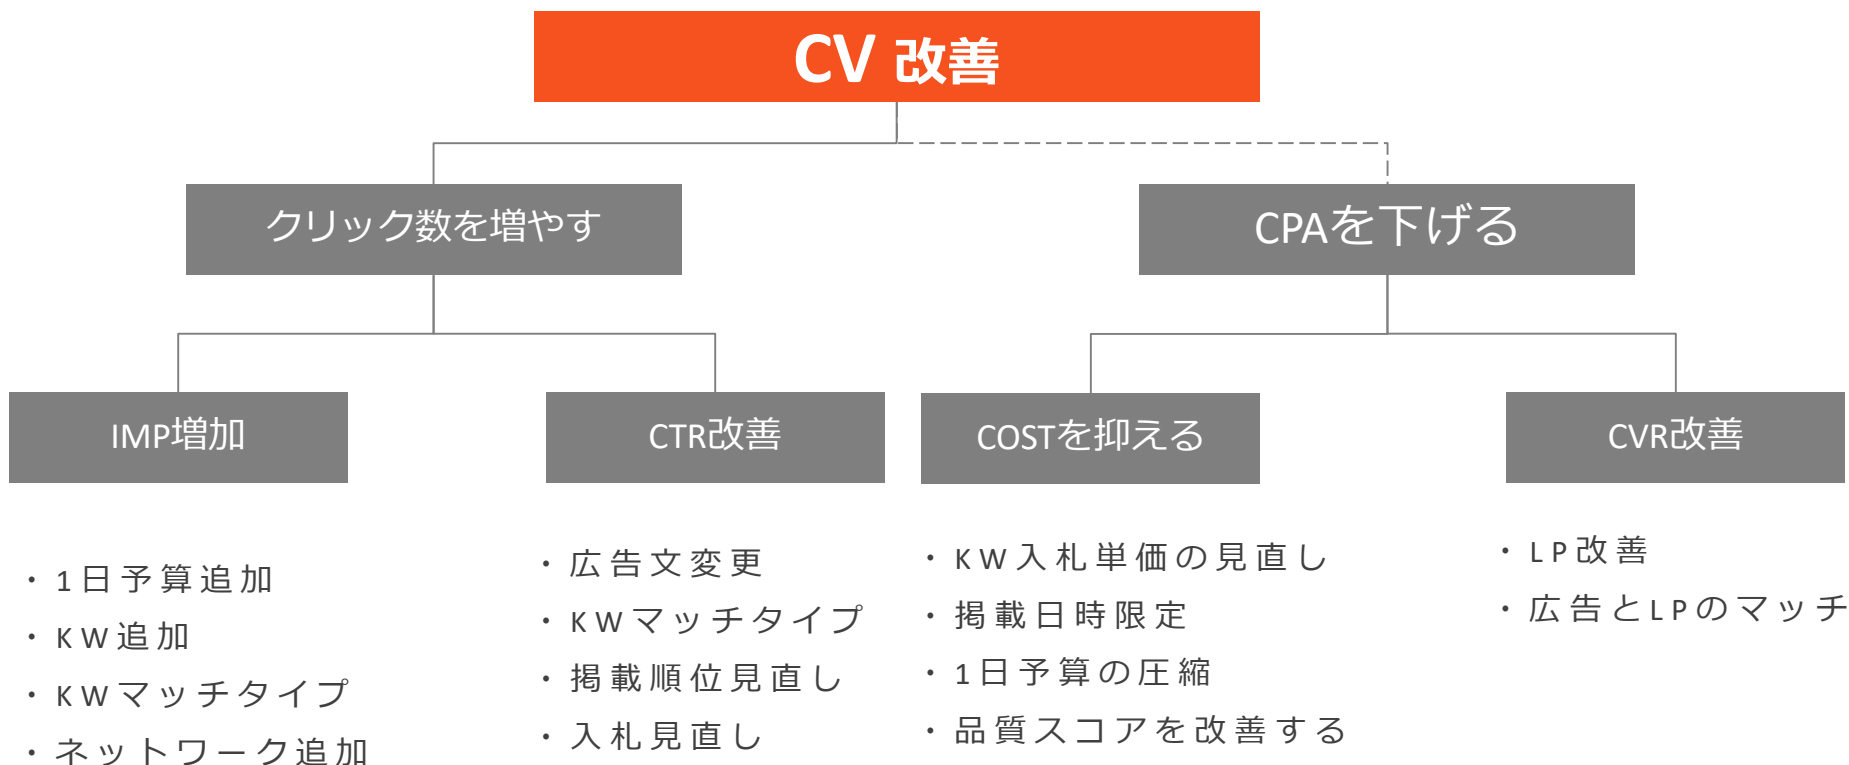 CV 改善
クリック数を増やす
CPAを下げる
IMP増加
CTR改善
COSTを抑える
CVR改善
・1日予算追加
・KW追加
・KWマッチタイプ
・ネットワーク追加
・広告文変更
・KWマッチタイプ
・掲載順位見直し
・入札見直し
・KW入札単価の見直し
・掲載日時限定
・1日予算の圧縮
・品質スコアを改善する
・LP改善
・広告とLPのマッチ